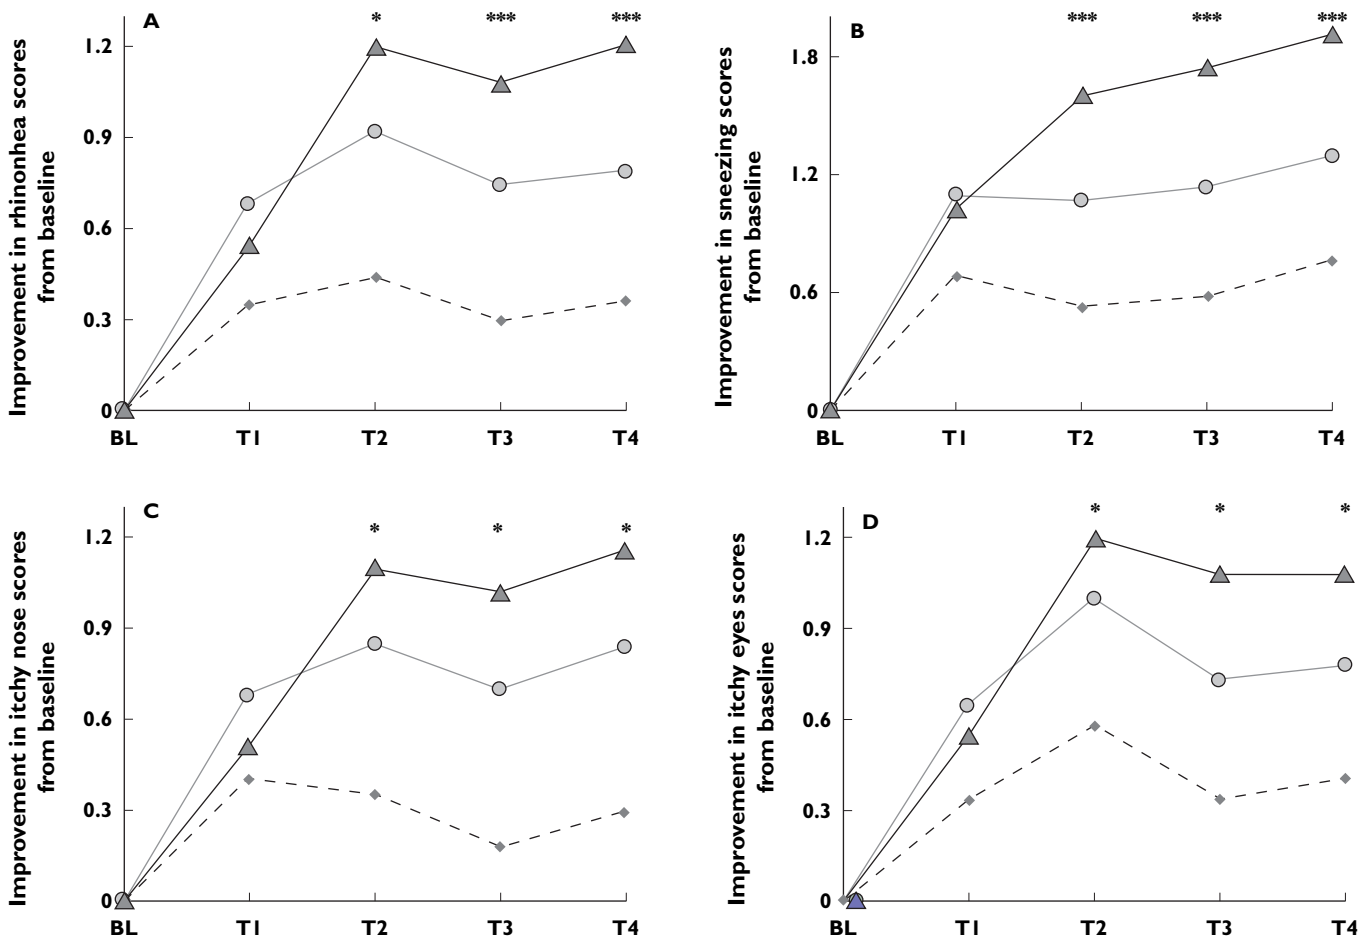 A
* *** ***
Improvement in rhinonhea scores
from baseline
1.2
0.9
0.6
0.3
0
BL T1 T2 T3 T4
B
*** *** ***
Improvement in sneezing scores
from baseline
1.8
1.2
0.6
0
BL T1 T2 T3 T4
C
* * *
Improvement in itchy nose scores
from baseline
1.2
0.9
0.6
0.3
0
BL T1 T2 T3 T4
D
* * *
Improvement in itchy eyes scores
from baseline
1.2
0.9
0.6
0.3
0
BL T1 T2 T3 T4